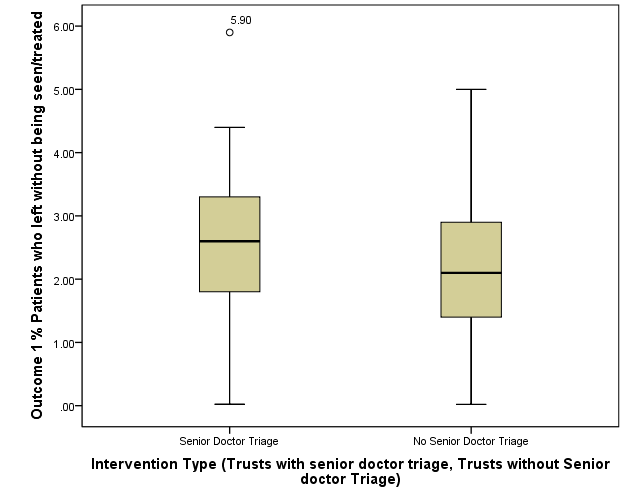 Outcome 1 % Patients who left without being seen/treated
6.00
5.00
4.00
3.00
2.00
1.00
.00
5.90
Senior Doctor Triage
No Senior Doctor Triage
Intervention Type (Trusts with senior doctor triage, Trusts without Senior
doctor Triage)